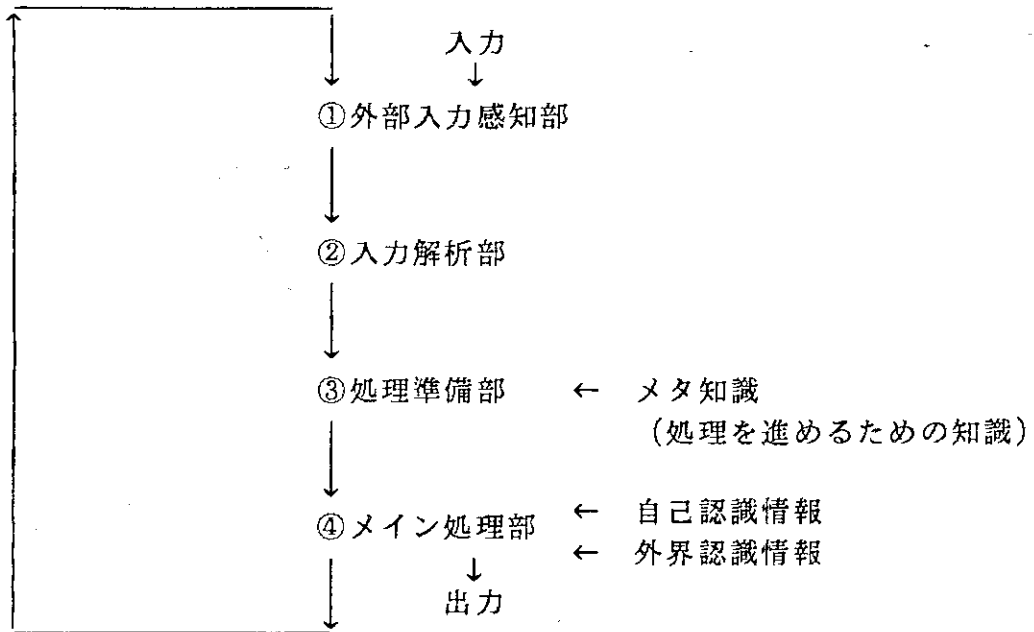 入力
↓
①外部入力感知部
②入力解析部
③処理準備部 ← メタ知識
(処理を進めるための知識)
④メイン処理部 ← 自己認識情報
← 外界認識情報
↓
出力